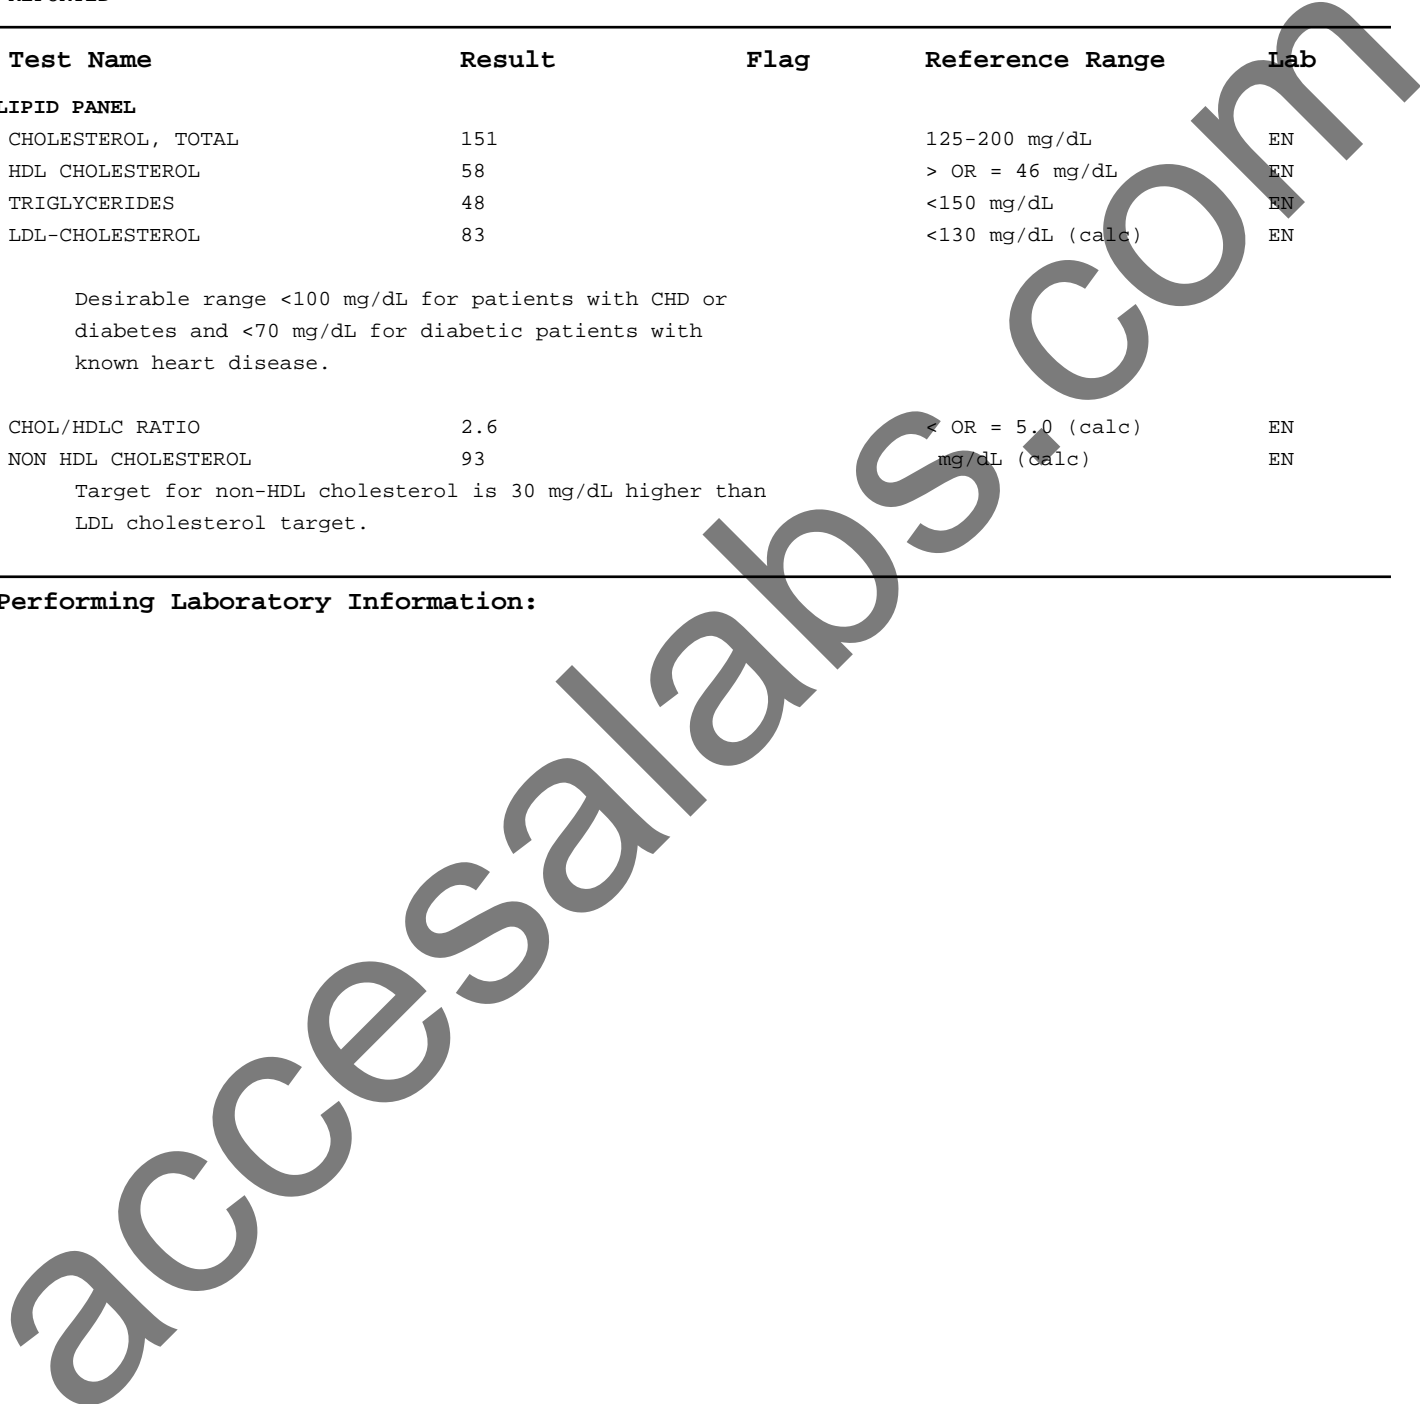 Test Name Result Flag Reference Range Lab
LIPID PANEL
CHOLESTEROL, TOTAL 151 125-200 mg/dL EN
HDL CHOLESTEROL 58 > OR = 46 mg/dL EN
TRIGLYCERIDES 48 <150 mg/dL EN
LDL-CHOLESTEROL 83 <130 mg/dL (calc) EN
Desirable range <100 mg/dL for patients with CHD or
diabetes and <70 mg/dL for diabetic patients with
known heart disease.
CHOL/HDLC RATIO 2.6 < OR = 5.0 (calc) EN
NON HDL CHOLESTEROL 93 mg/dL (calc) EN
Target for non-HDL cholesterol is 30 mg/dL higher than
LDL cholesterol target.
Performing Laboratory Information:
accesalabs.com